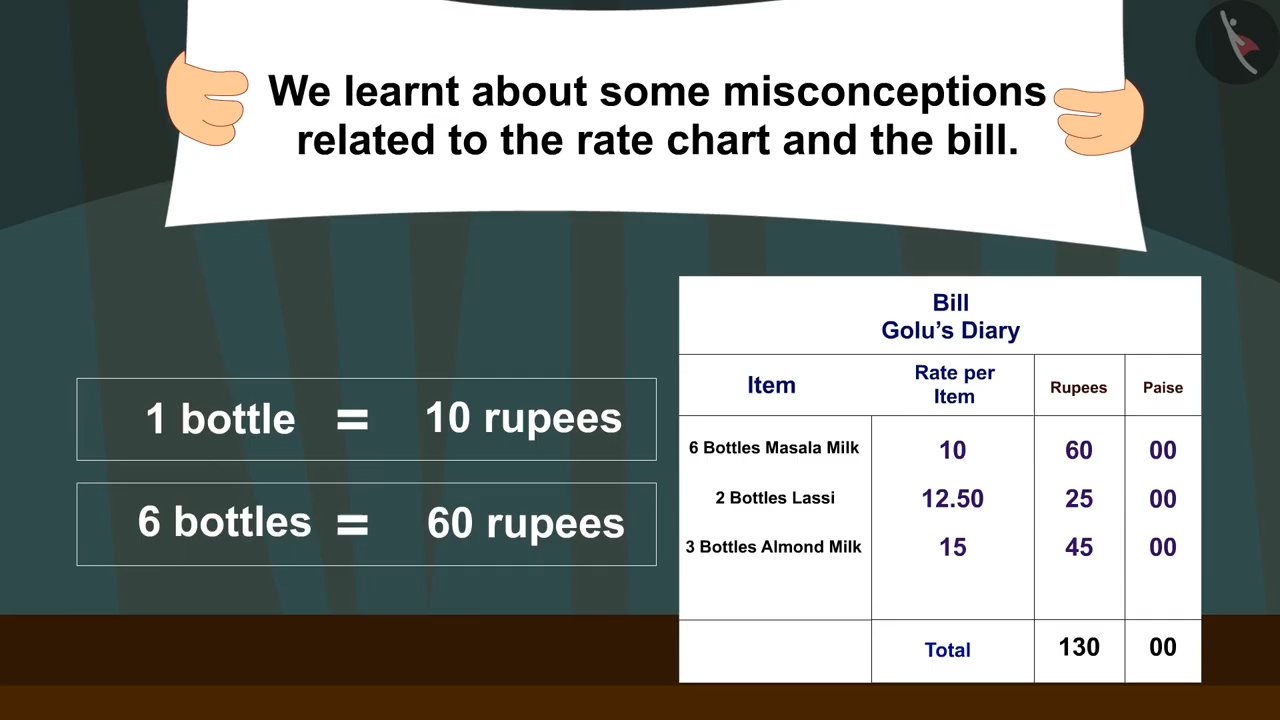 We learnt about some misconceptions
related to the rate chart and the bill.
1 bottle = 10 rupees
6 bottles = 60 rupees
Bill
Golu's Diary
Item Rate per Item Rupees Paise
6 Bottles Masala Milk 10 60 00
2 Bottles Lassi 12.50 25 00
3 Bottles Almond Milk 15 45 00
Total 130 00